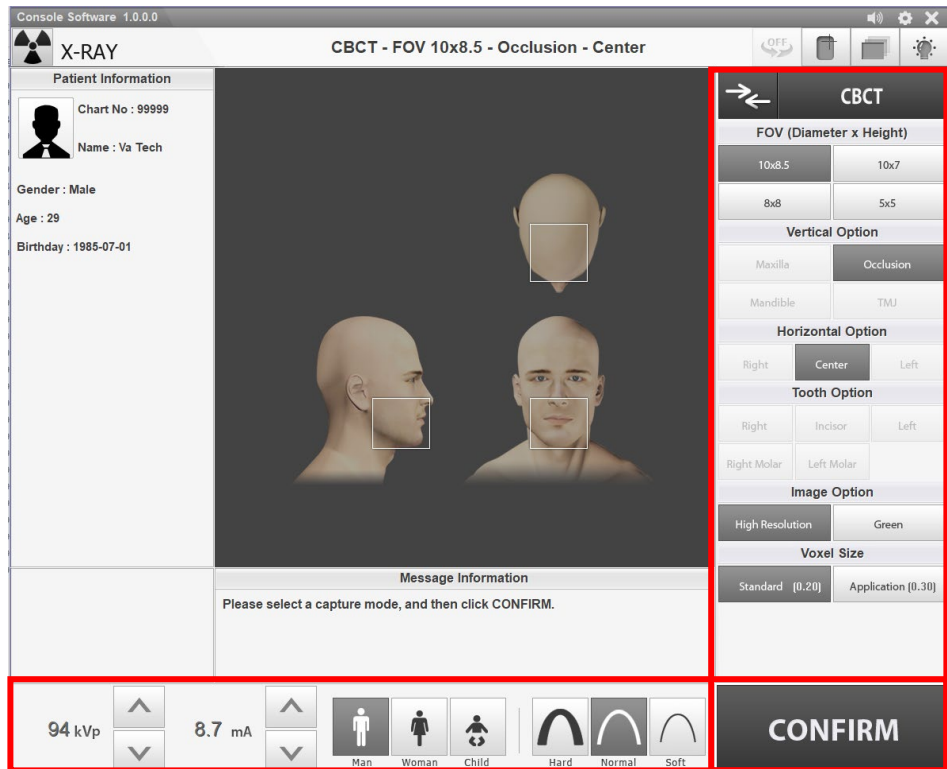 Console Software 1.0.0.0
X-RAY
CBCT - FOV 10x8.5 - Occlusion - Center
OFF
Patient Information
Chart No : 99999
Name : Va Tech
Gender : Male
Age : 29
Birthday : 1985-07-01
CBCT
FOV (Diameter x Height)
10x8.5 10x7
8x8 5x5
Vertical Option
Maxilla Occlusion
Mandible TMJ
Horizontal Option
Right Center Left
Tooth Option
Right Incisor Left
Right Molar Left Molar
Image Option
High Resolution Green
Voxel Size
Standard (0.20) Application (0.30)
Message Information
Please select a capture mode, and then click CONFIRM.
94 kVp 8.7 mA
Man Woman Child Hard Normal Soft
CONFIRM